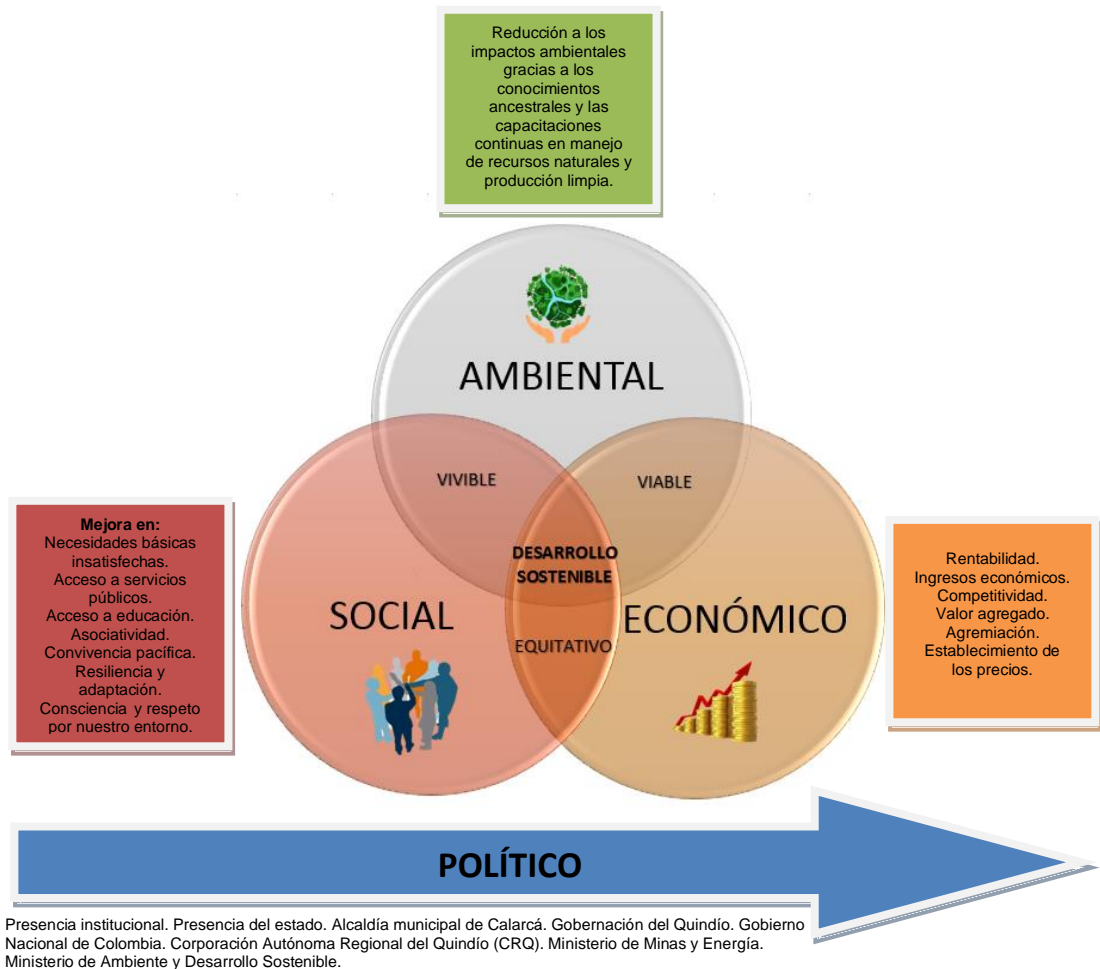 Reducción a los
impactos ambientales
gracias a los
conocimientos
ancestrales y las
capacitaciones
continuas en manejo
de recursos naturales y
producción limpia.
AMBIENTAL
VIVIBLE
VIABLE
DESARROLLO
SOSTENIBLE
SOCIAL
ECONÓMICO
EQUITATIVO
Mejora en:
Necesidades básicas
insatisfechas.
Acceso a servicios
públicos.
Acceso a educación.
Asociatividad.
Convivencia pacífica.
Resiliencia y
adaptación.
Consciencia y respeto
por nuestro entorno.
Rentabilidad.
Ingresos económicos.
Competitividad.
Valor agregado.
Agremiación.
Establecimiento de
los precios.
POLÍTICO
Presencia institucional. Presencia del estado. Alcaldía municipal de Calarcá. Gobernación del Quindío. Gobierno
Nacional de Colombia. Corporación Autónoma Regional del Quindío (CRQ). Ministerio de Minas y Energía.
Ministerio de Ambiente y Desarrollo Sostenible.